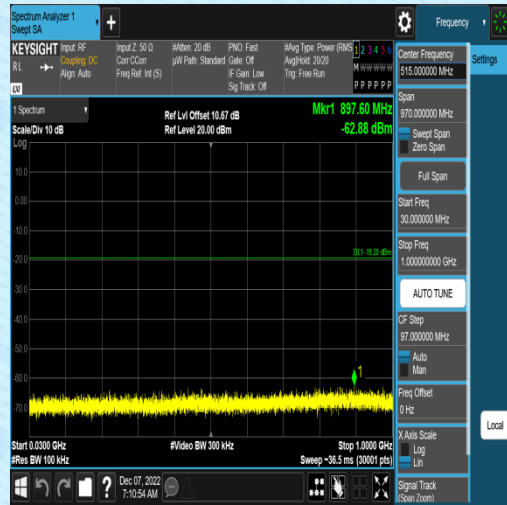 Spectrum Analyzer 1
Swept SA
Frequency
KEYSIGHT
R L
Input: RF
Coupling: DC
Align: Auto
Input Z: 50 Ω
Corr CCorr
Freq Ref: Int (S)
#Atten: 20 dB
µW Path: Standard
PNO: Fast
Gate: Off
IF Gain: Low
Sig Track: Off
#Avg Type: Power (RMS
Avg|Hold: 20/20
Trig: Free Run
1 2 3 4 5 6
M W W W W W
P P P P P P
1 Spectrum
Scale/Div 10 dB
Log
Ref Lvl Offset 10.67 dB
Ref Level 20.00 dBm
Mkr1 897.60 MHz
-62.88 dBm
10.0
0.00
-10.0
DL1 -19.20 dBm
-20.0
-30.0
-40.0
-50.0
-60.0
-70.0
1
Start 0.0300 GHz
#Res BW 100 kHz
#Video BW 300 kHz
Stop 1.0000 GHz
Sweep ~36.5 ms (30001 pts)
Dec 07, 2022
7:10:54 AM
Center Frequency
515.000000 MHz
Span
970.000000 MHz
Swept Span
Zero Span
Full Span
Start Freq
30.000000 MHz
Stop Freq
1.000000000 GHz
AUTO TUNE
CF Step
97.000000 MHz
Auto
Man
Freq Offset
0 Hz
X Axis Scale
Log
Lin
Signal Track
(Span Zoom)
Settings
Local